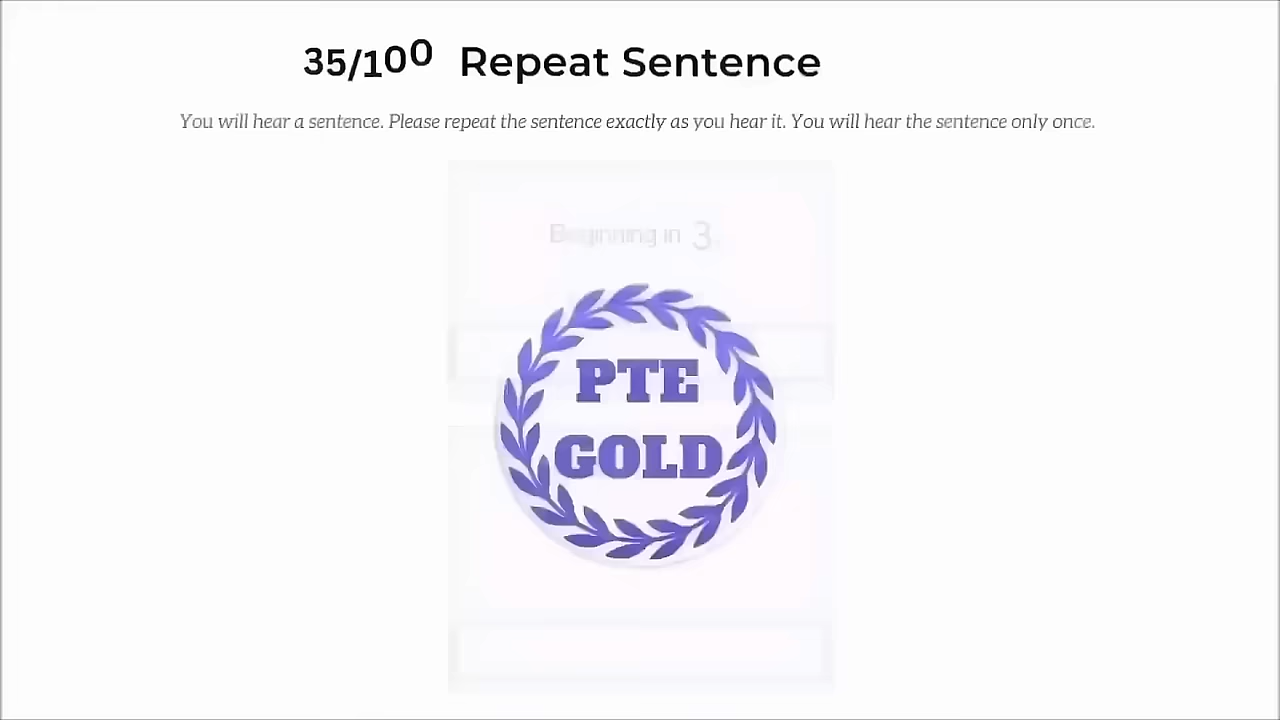 35/100 Repeat Sentence
You will hear a sentence. Please repeat the sentence exactly as you hear it. You will hear the sentence only once.
Beginning in 3
PTE
GOLD